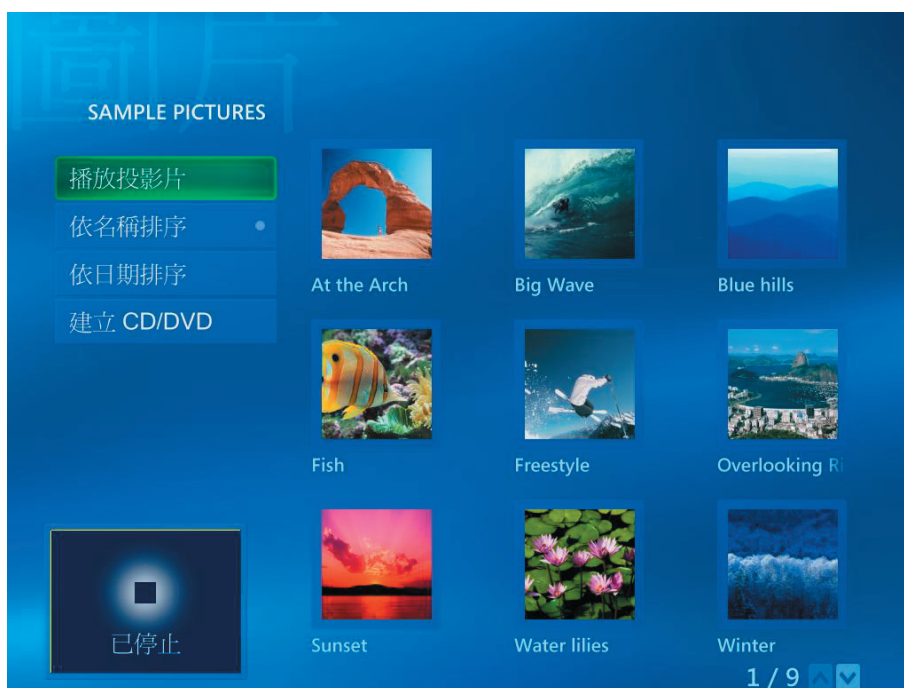 圖片
SAMPLE PICTURES
播放投影片
依名稱排序
依日期排序
建立 CD/DVD
At the Arch
Big Wave
Blue hills
Fish
Freestyle
Overlooking Ri
Sunset
Water lilies
Winter
已停止
1 / 9